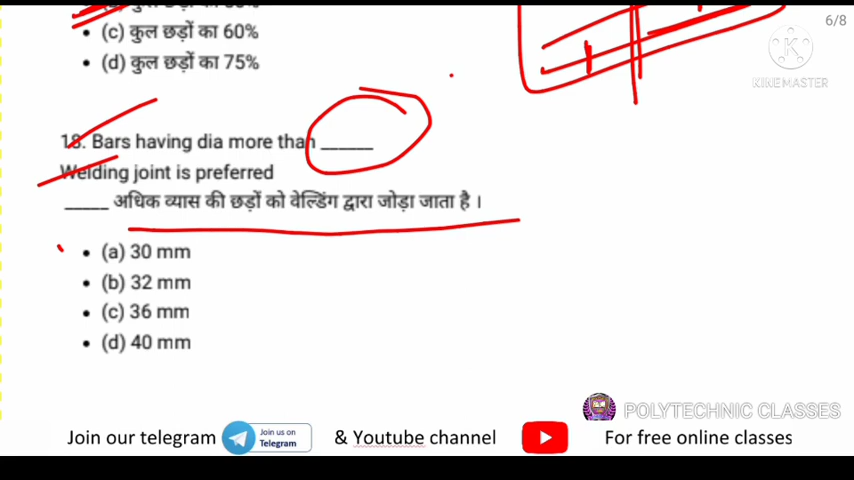 6/8
KINEMASTER
(c) कुल छड़ों का 60%
(d) कुल छड़ों का 75%
18. Bars having dia more than ______
Welding joint is preferred
_____ अधिक व्यास की छड़ों को वेल्डिंग द्वारा जोड़ा जाता है ।
(a) 30 mm
(b) 32 mm
(c) 36 mm
(d) 40 mm
POLYTECHNIC CLASSES
Join our telegram Join us on Telegram & Youtube channel For free online classes